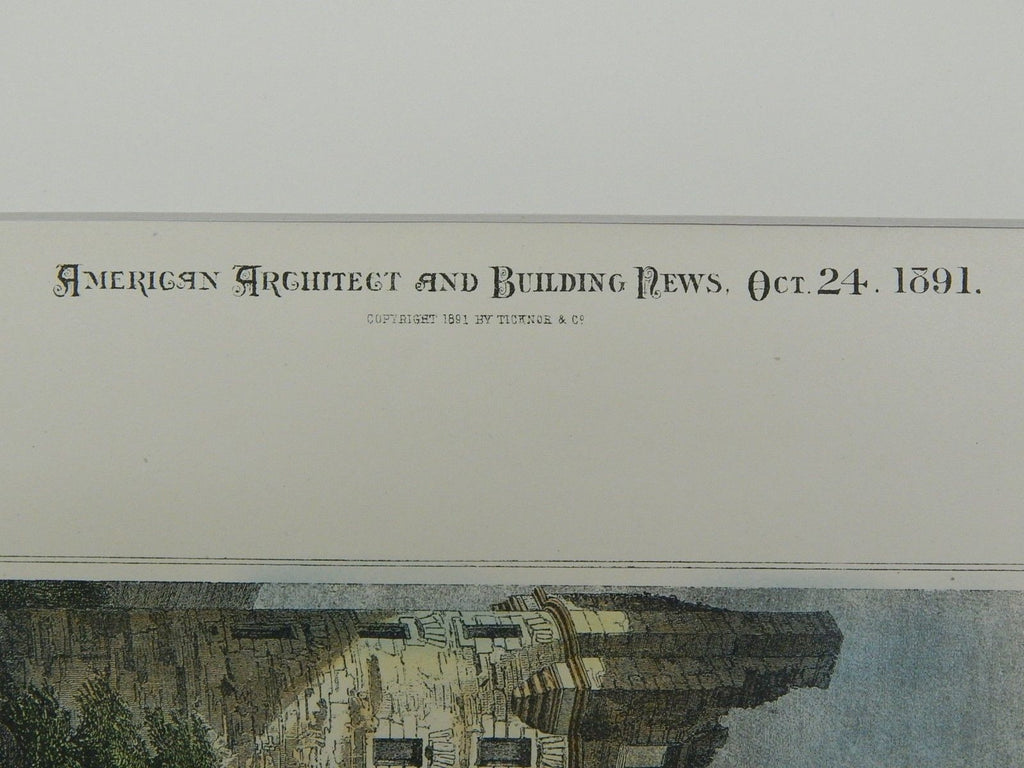 American Architect and Building News, Oct. 24. 1891.
COPYRIGHT 1891 BY TICKNOR & CO